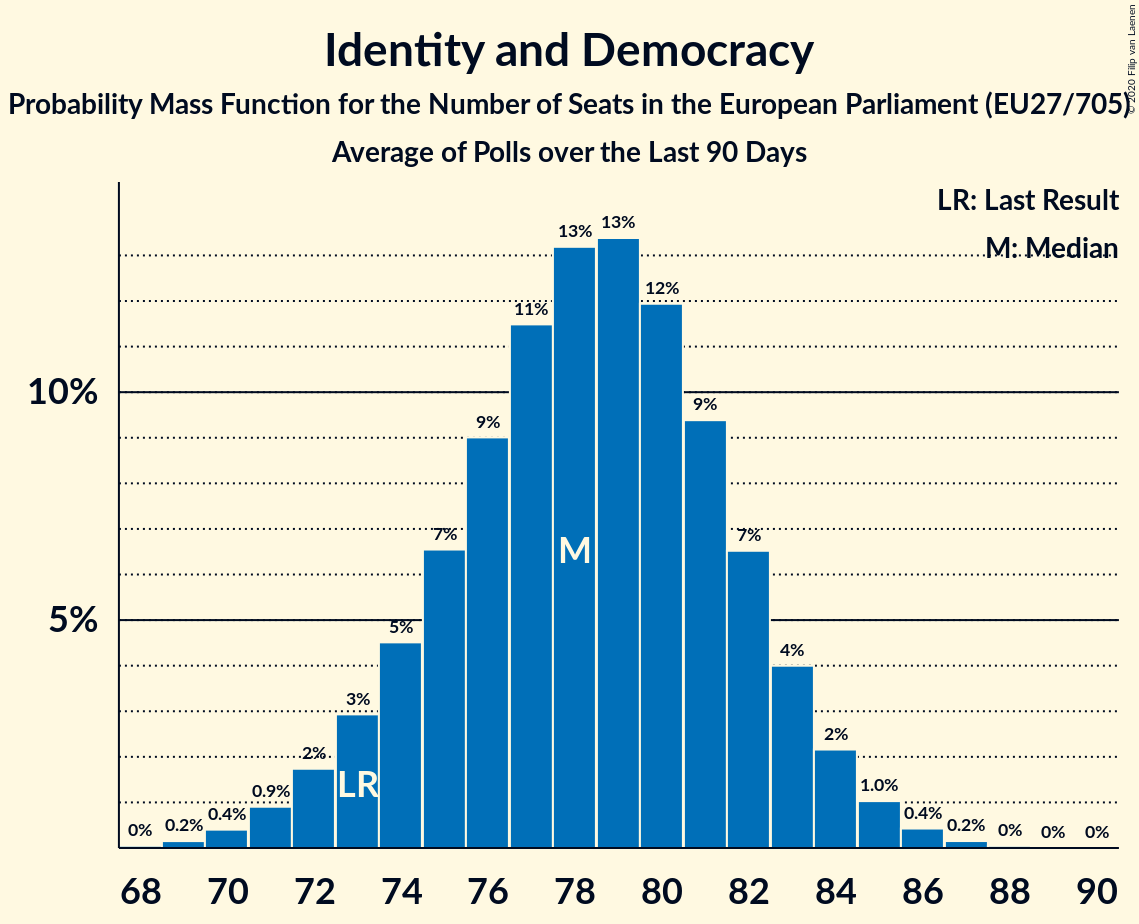 Identity and Democracy
Probability Mass Function for the Number of Seats in the European Parliament (EU27/705)
Average of Polls over the Last 90 Days
© 2020 Filip van Laenen
LR: Last Result
M: Median
10%
5%
0%
0.2%
0.4%
0.9%
2%
3%
5%
7%
9%
11%
13%
13%
12%
9%
7%
4%
2%
1.0%
0.4%
0.2%
0%
0%
0%
LR
M
68 70 72 74 76 78 80 82 84 86 88 90